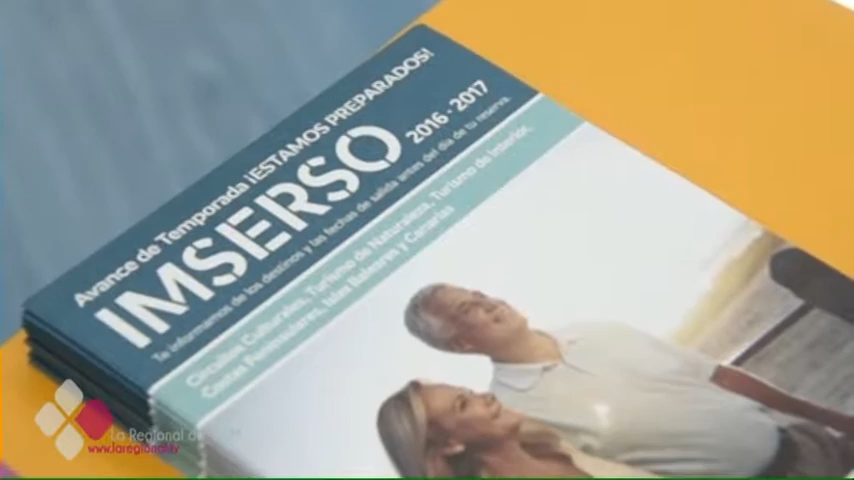 Avance de Temporada ¡ESTAMOS PREPARADOS!
IMSERSO 2016 - 2017
Te informamos de los destinos y las fechas de salida antes del día de tu reserva.
Circuitos Culturales, Turismo de Naturaleza, Turismo de Interior,
Costas Peninsulares, Islas Baleares y Canarias
La Regional de
www.laregional.tv